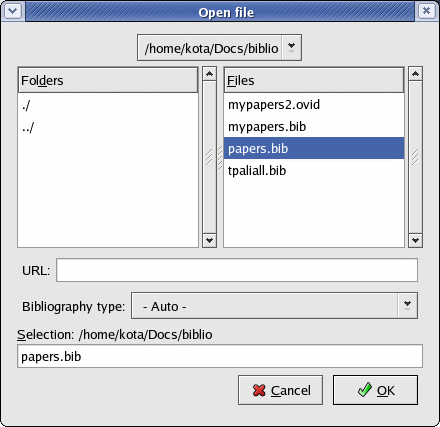 Open file
/home/kota/Docs/biblio
Folders
Files
./
../
mypapers2.ovid
mypapers.bib
papers.bib
tpaliall.bib
URL:
Bibliography type: - Auto -
Selection: /home/kota/Docs/biblio
papers.bib
Cancel
OK